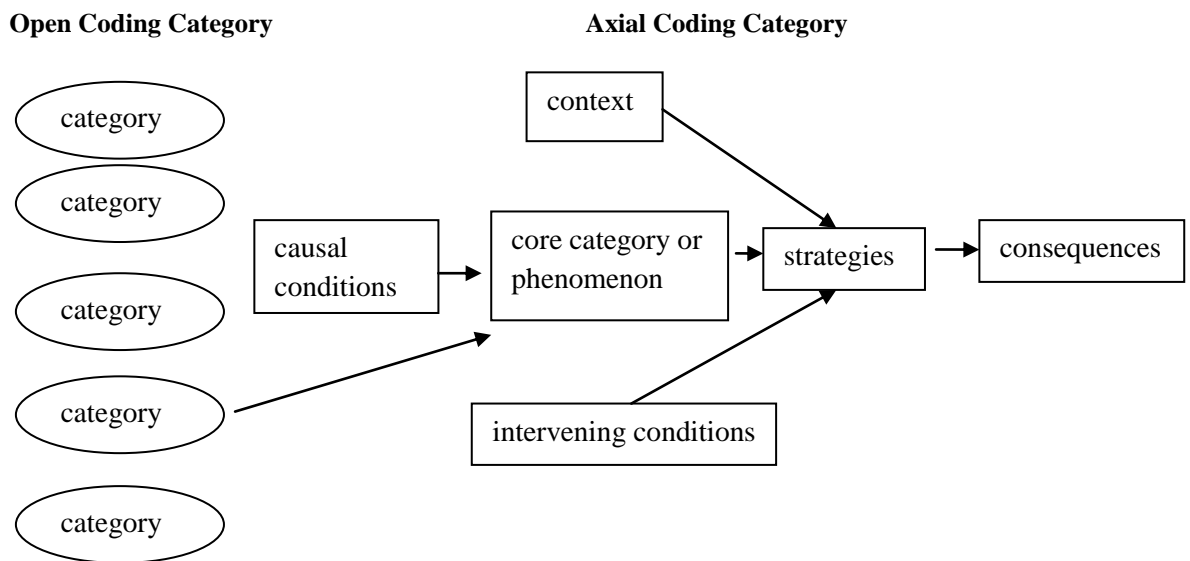 Open Coding Category
Axial Coding Category
category
category
category
category
category
context
causal
conditions
core category or
phenomenon
strategies
consequences
intervening conditions